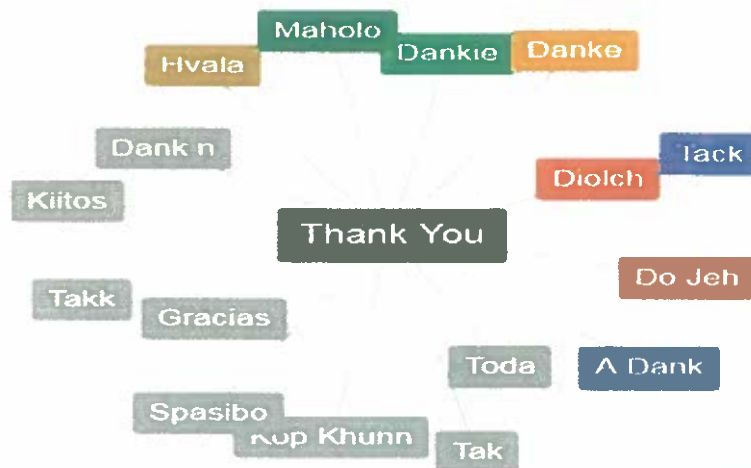 Maholo
Hvala
Dankie
Danke
Dank n
Tack
Diolch
Kiitos
Thank You
Do Jeh
Takk
Gracias
Toda
A Dank
Spasibo
Kop Khunn
Tak